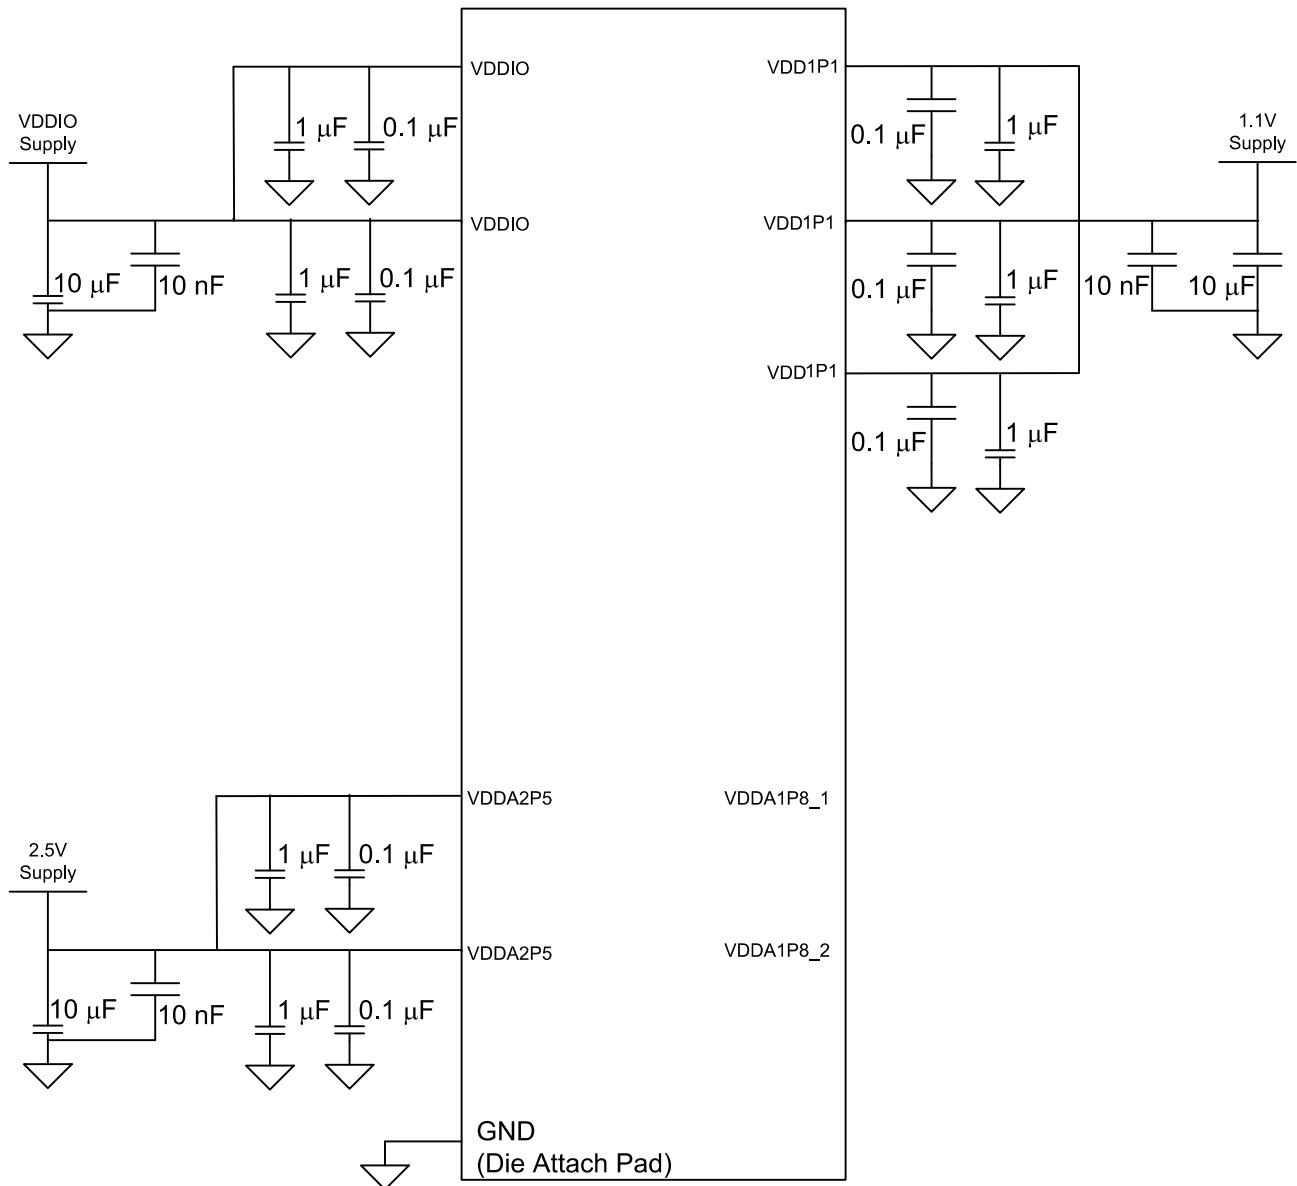 VDDIO
VDD1P1
1 μF
0.1 μF
0.1 μF
1 μF
VDDIO
Supply
1.1V
Supply
VDDIO
VDD1P1
10 μF
10 nF
1 μF
0.1 μF
0.1 μF
1 μF
10 nF
10 μF
VDD1P1
0.1 μF
1 μF
VDDA2P5
VDDA1P8_1
2.5V
Supply
1 μF
0.1 μF
VDDA2P5
VDDA1P8_2
10 μF
10 nF
1 μF
0.1 μF
GND
(Die Attach Pad)